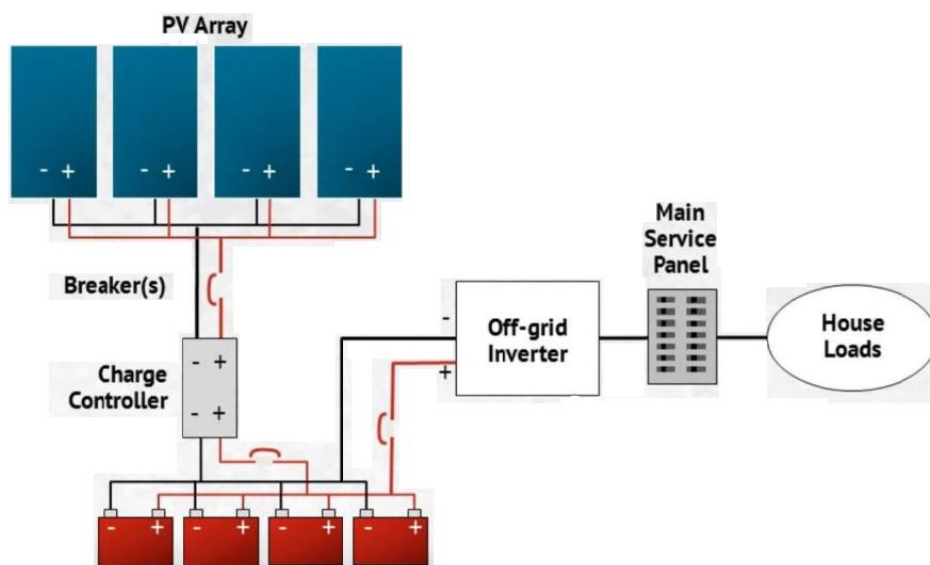 PV Array
- + - + - + - +
Breaker(s)
Main
Service
Panel
-
Off-grid
Inverter
House
Loads
+
- +
Charge
Controller
- +
- + - + - + - +